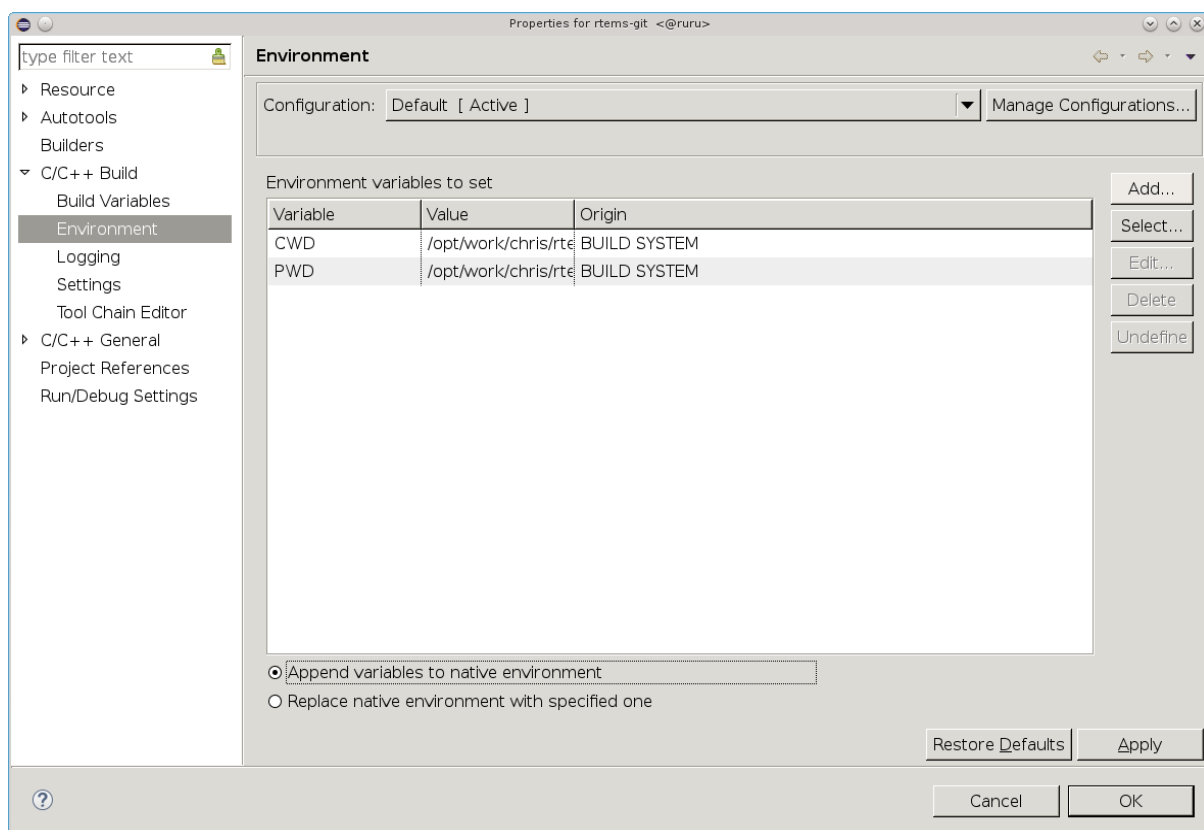 Properties for rtems-git <@ruru>
type filter text
Environment
Resource
Autotools
Builders
C/C++ Build
Build Variables
Environment
Logging
Settings
Tool Chain Editor
C/C++ General
Project References
Run/Debug Settings
Configuration: Default [ Active ] Manage Configurations...
Environment variables to set
Variable Value Origin
CWD /opt/work/chris/rte BUILD SYSTEM
PWD /opt/work/chris/rte BUILD SYSTEM
Add...
Select...
Edit...
Delete
Undefine
Append variables to native environment
Replace native environment with specified one
Restore Defaults Apply
? Cancel OK